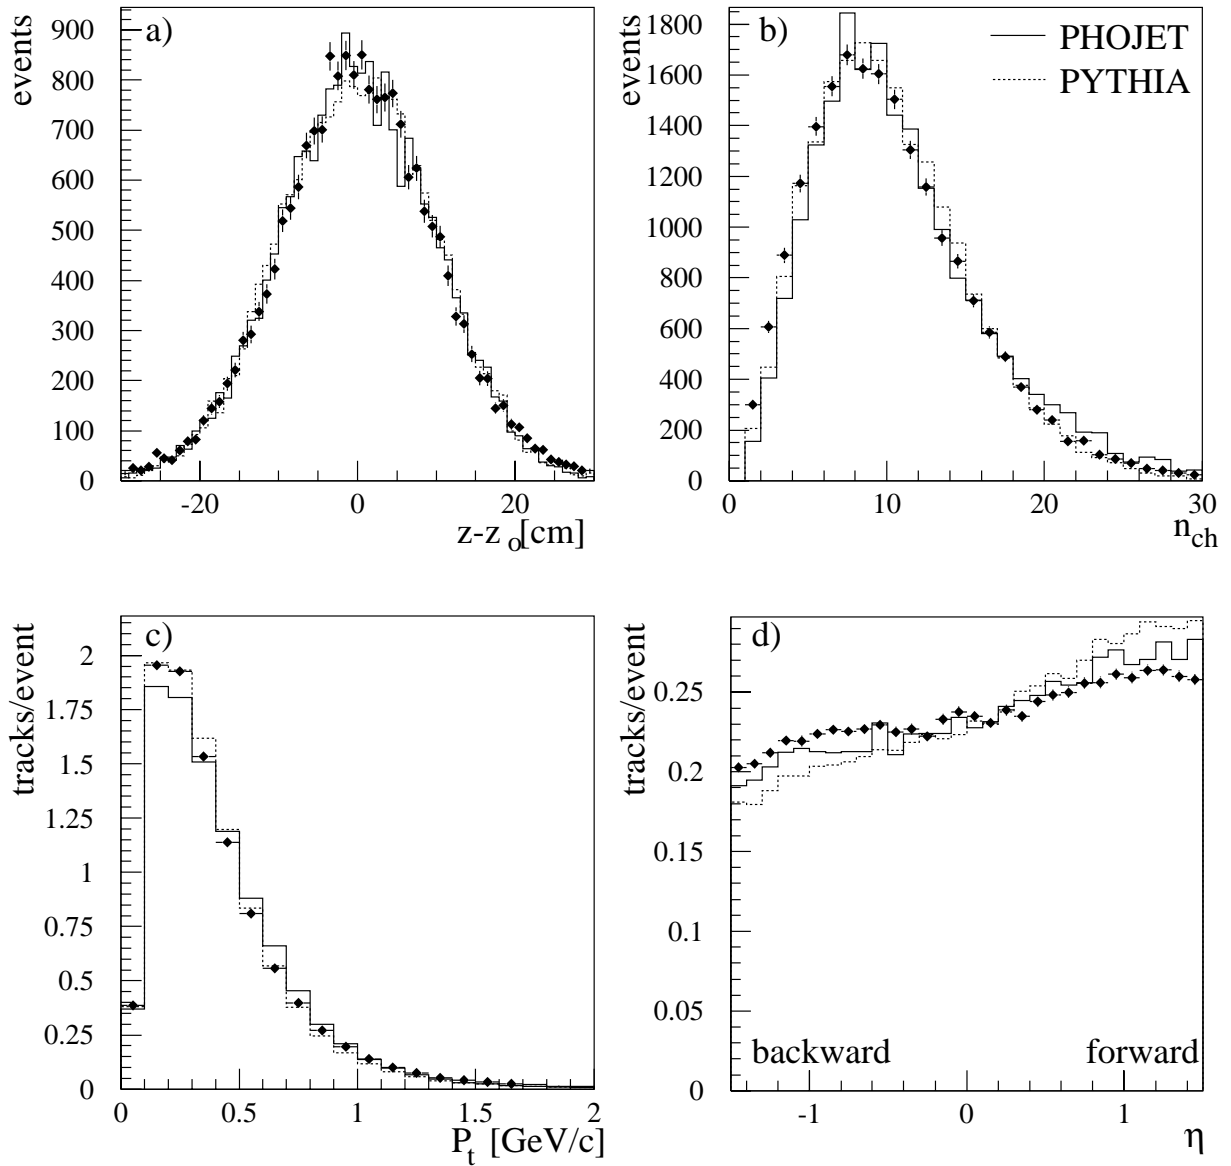 a)
events
900
800
700
600
500
400
300
200
100
0
-20 0 20
z-z o [cm]
b)
events
PHOJET
PYTHIA
1800
1600
1400
1200
1000
800
600
400
200
0
0 10 20 30
n ch
c)
tracks/event
2
1.75
1.5
1.25
1
0.75
0.5
0.25
0
0 0.5 1 1.5 2
P t [GeV/c]
d)
tracks/event
0.25
0.2
0.15
0.1
0.05
0
backward forward
-1 0 1
η